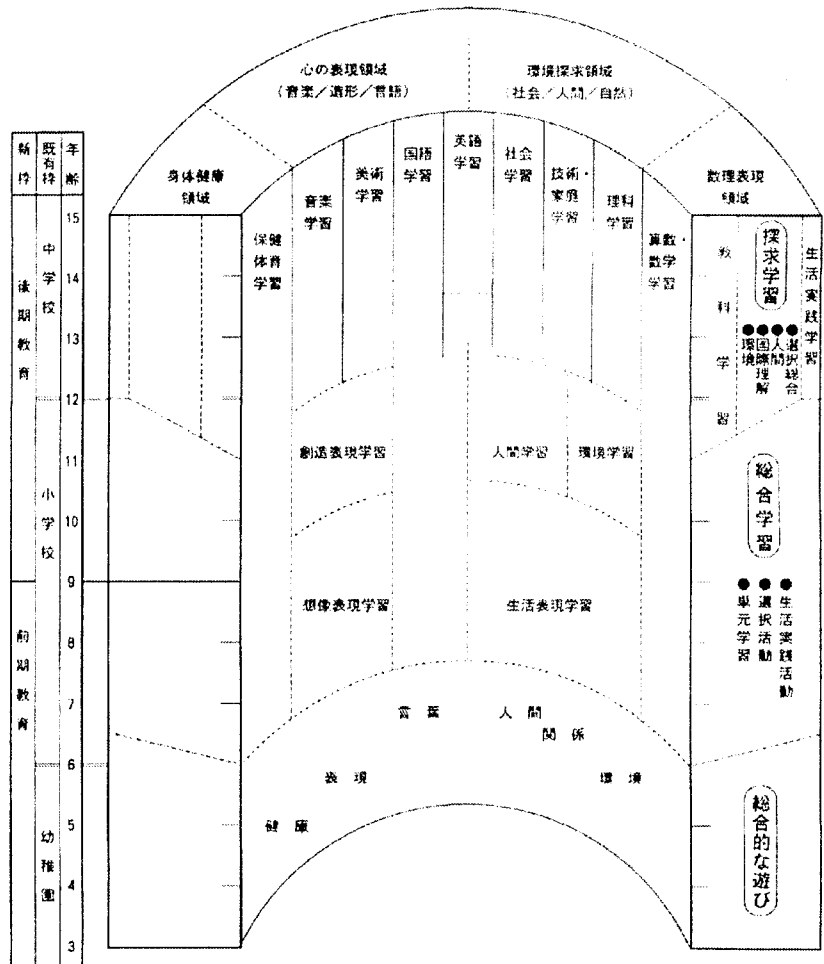 心の表現領域
(音楽/造形/言語)
環境探求領域
(社会/人間/自然)
身体健康
領域
数理表現
領域
新枠
既有枠
年齢
後期教育
前期教育
中学校
小学校
幼稚園
15
14
13
12
11
10
9
8
7
6
5
4
3
保健
体育
学習
音楽
学習
美術
学習
国語
学習
英語
学習
社会
学習
技術・
家庭
学習
理科
学習
算数・
数学
学習
創造表現学習
人間学習
環境学習
想像表現学習
生活表現学習
言葉
人間
関係
表現
環境
健康
生活実践学習
探求学習
教科学習
●選択総合
●人間
●国際理解
●環境
総合学習
●生活実践活動
●選択活動
●単元学習
総合的な遊び